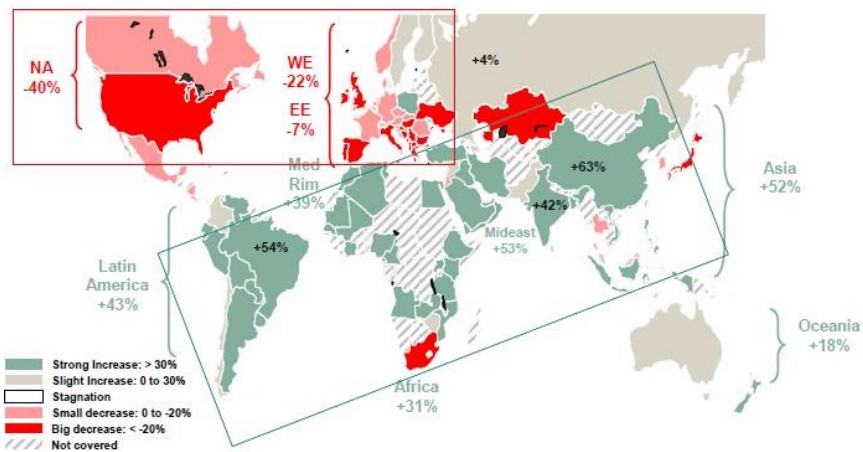 NA
-40%
WE
-22%
EE
-7%
+4%
Med
Rim
+39%
+63%
+42%
Asia
+52%
Mideast
+53%
+54%
Latin
America
+43%
Oceania
+18%
Africa
+31%
Strong Increase: > 30%
Slight Increase: 0 to 30%
Stagnation
Small decrease: 0 to -20%
Big decrease: < -20%
Not covered